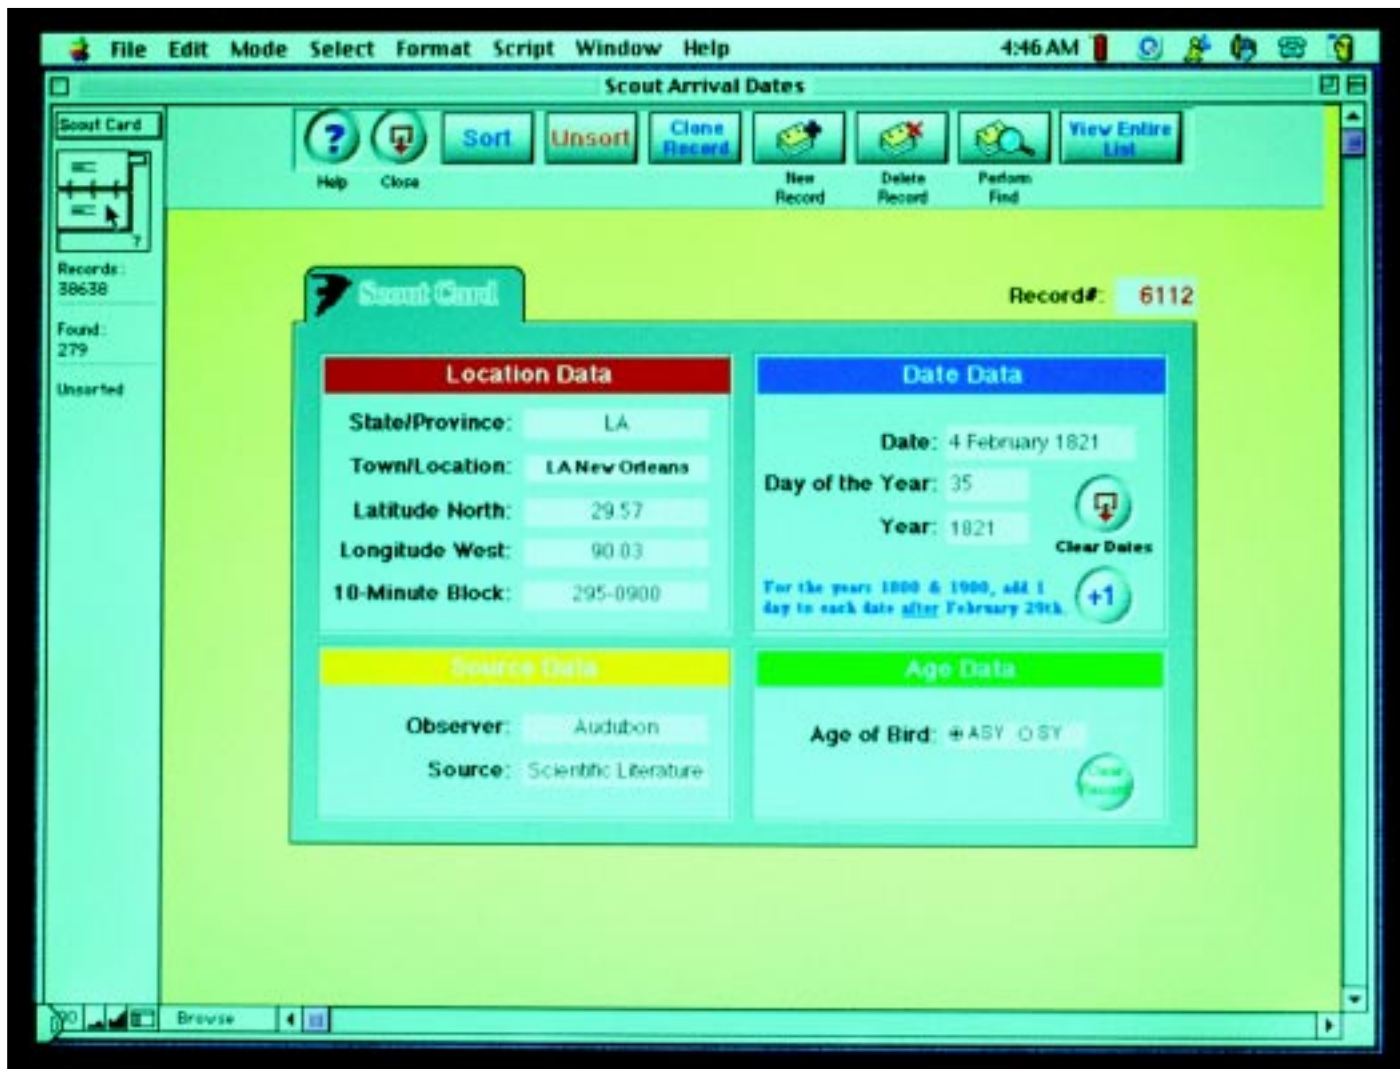 File Edit Mode Select Format Script Window Help 4:46 AM
Scout Arrival Dates
Scout Card
?
Sort
Unsort
Clone
Record
View Entire
List
Help
Close
New
Record
Delete
Record
Perform
Find
7
Records:
38638
Found:
279
Unsorted
Scout Card
Record#: 6112
Location Data
State/Province: LA
Town/Location: LA New Orleans
Latitude North: 29.57
Longitude West: 90.03
10-Minute Block: 295-0900
Date Data
Date: 4 February 1821
Day of the Year: 35
Year: 1821
Clear Dates
For the years 1800 & 1900, add 1
day to each date after February 29th.
+1
Source Data
Observer: Audubon
Source: Scientific Literature
Age Data
Age of Bird: ASY SY
Clear
Record
Browse